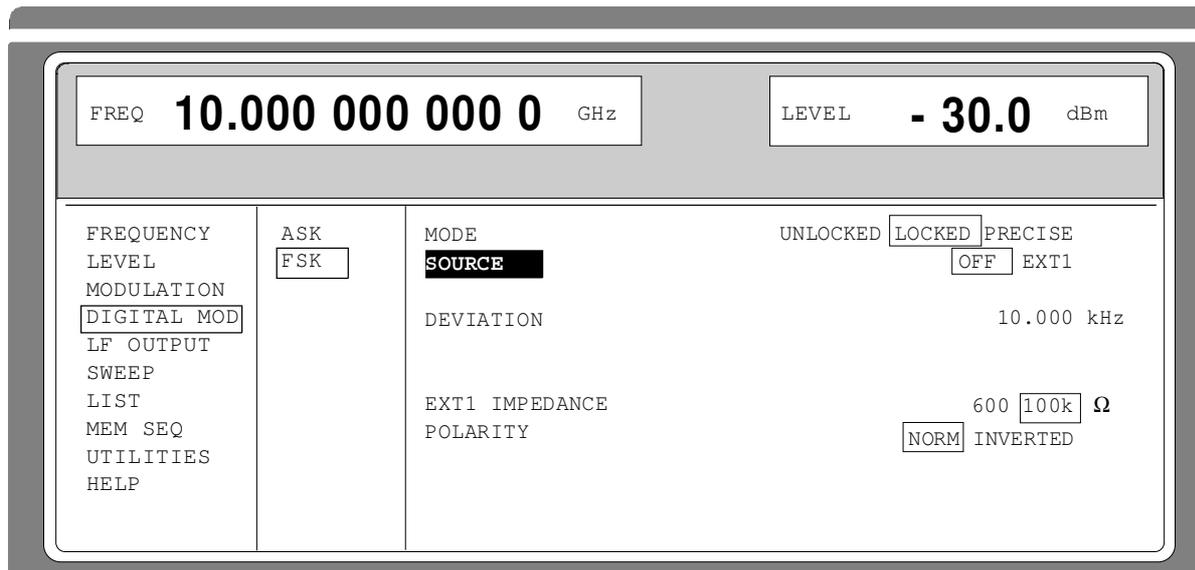 FREQ 10.000 000 000 0 GHz LEVEL - 30.0 dBm
FREQUENCY ASK MODE UNLOCKED LOCKED PRECISE
LEVEL FSK SOURCE OFF EXT1
MODULATION
DIGITAL MOD DEVIATION 10.000 kHz
LF OUTPUT
SWEEP
LIST EXT1 IMPEDANCE 600 100k Ω
MEM SEQ POLARITY NORM INVERTED
UTILITIES
HELP